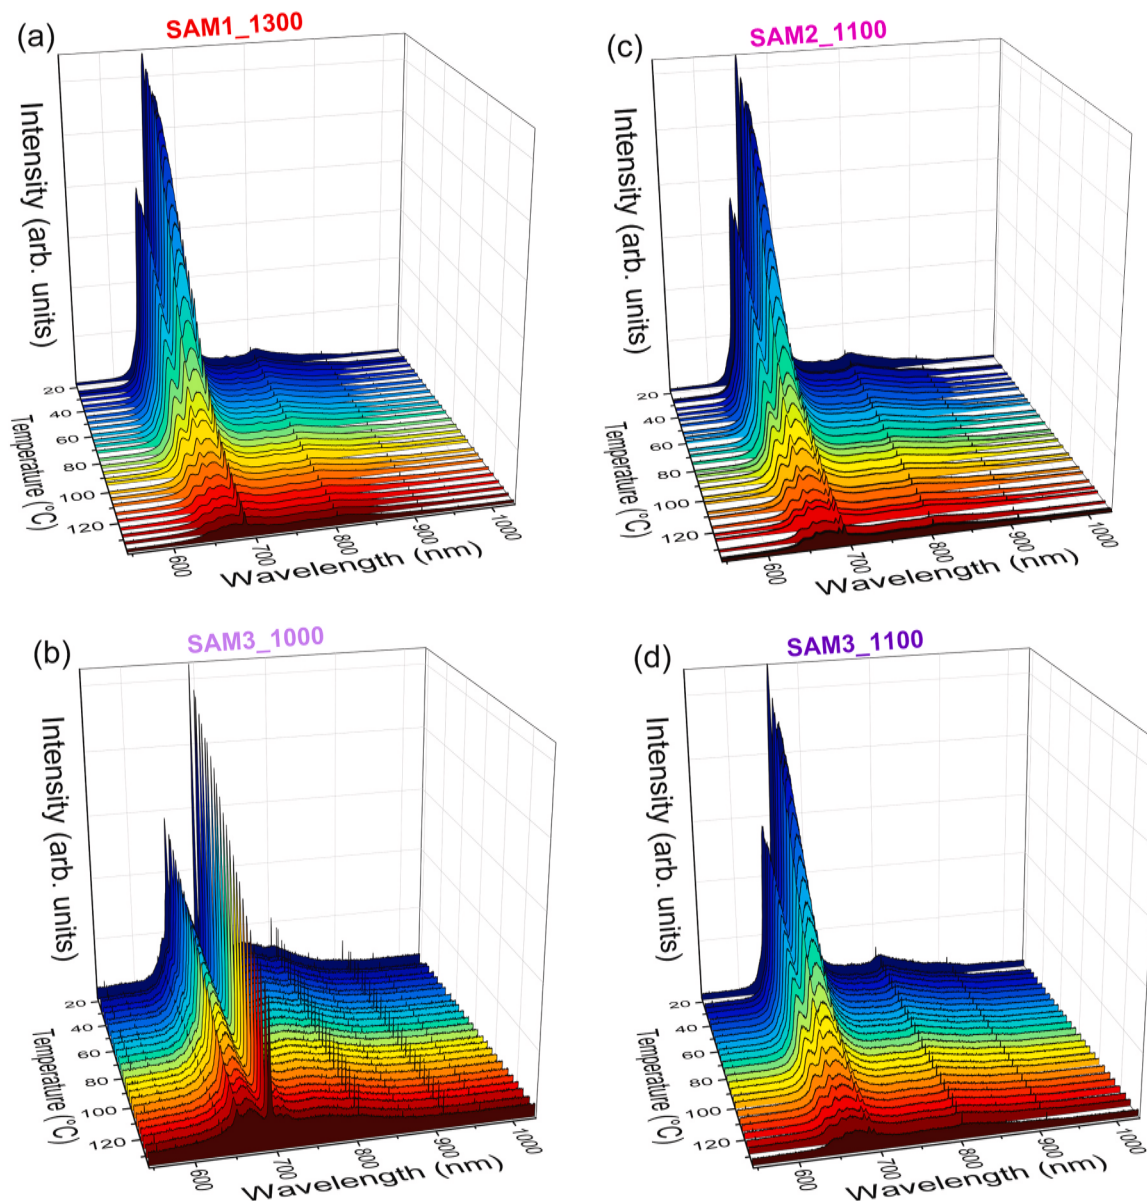 (a)
SAM1_1300
Intensity (arb. units)
20
40
60
80
100
120
Temperature (°C)
600
700
800
900
1000
Wavelength (nm)
(c)
SAM2_1100
Intensity (arb. units)
20
40
60
80
100
120
Temperature (°C)
600
700
800
900
1000
Wavelength (nm)
(b)
SAM3_1000
Intensity (arb. units)
20
40
60
80
100
120
Temperature (°C)
600
700
800
900
1000
Wavelength (nm)
(d)
SAM3_1100
Intensity (arb. units)
20
40
60
80
100
120
Temperature (°C)
600
700
800
900
1000
Wavelength (nm)